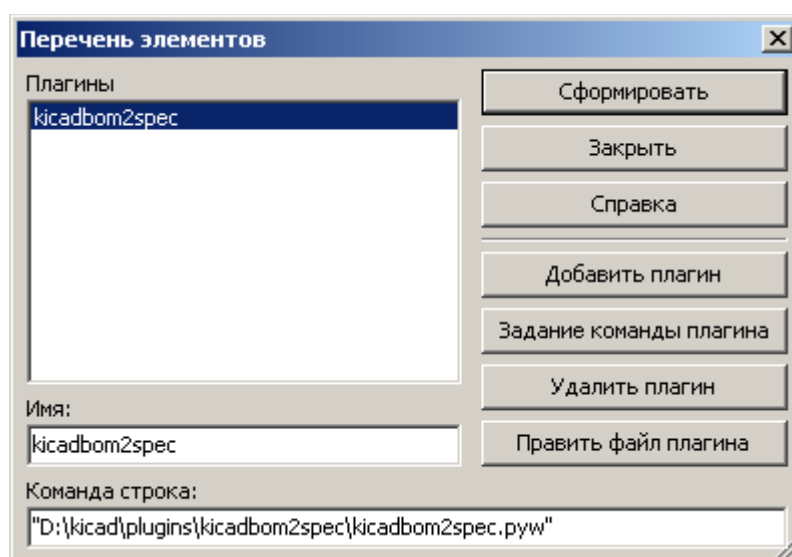 Перечень элементов
Плагины
kicadbom2spec
Сформировать
Закрыть
Справка
Добавить плагин
Задание команды плагина
Удалить плагин
Править файл плагина
Имя:
kicadbom2spec
Команда строка:
"D:\kicad\plugins\kicadbom2spec\kicadbom2spec.pyw"